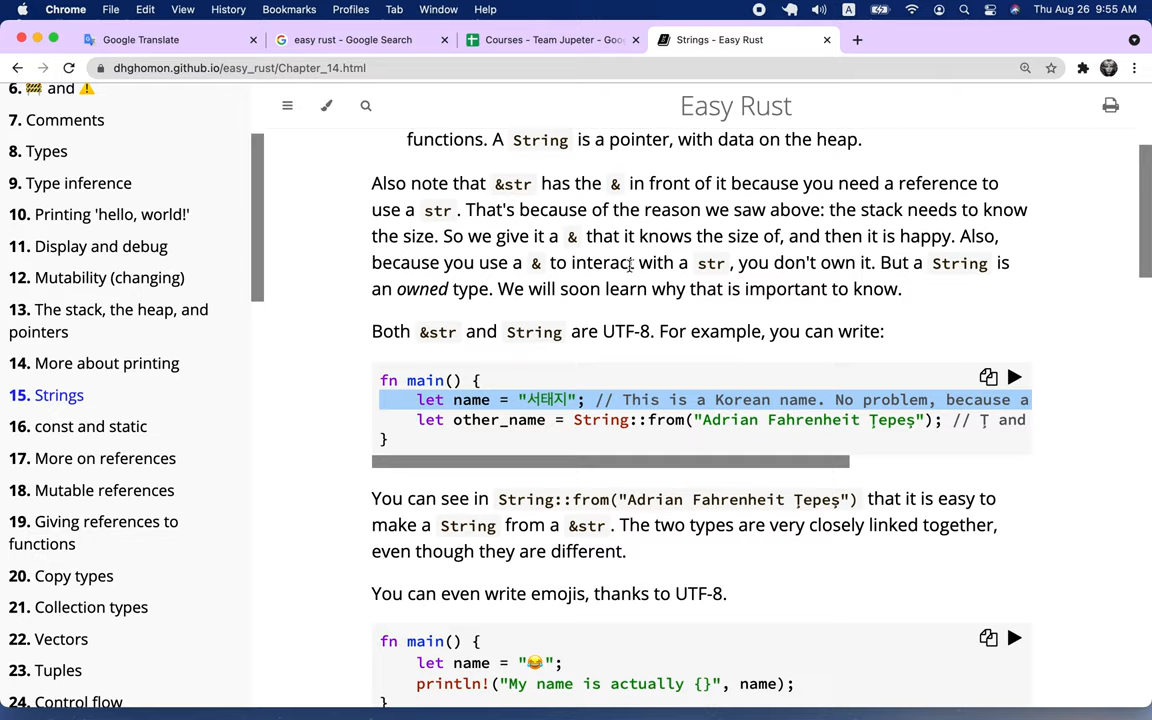 Chrome File Edit View History Bookmarks Profiles Tab Window Help A Thu Aug 26 9:55 AM
Google Translate easy rust - Google Search Courses - Team Jupeter - Goo Strings - Easy Rust
dhghomon.github.io/easy_rust/Chapter_14.html
6. 🚧 and ⚠️
7. Comments
8. Types
9. Type inference
10. Printing 'hello, world!'
11. Display and debug
12. Mutability (changing)
13. The stack, the heap, and
pointers
14. More about printing
15. Strings
16. const and static
17. More on references
18. Mutable references
19. Giving references to
functions
20. Copy types
21. Collection types
22. Vectors
23. Tuples
24. Control flow
Easy Rust
functions. A String is a pointer, with data on the heap.
Also note that &str has the & in front of it because you need a reference to
use a str. That's because of the reason we saw above: the stack needs to know
the size. So we give it a & that it knows the size of, and then it is happy. Also,
because you use a & to interact with a str, you don't own it. But a String is
an owned type. We will soon learn why that is important to know.
Both &str and String are UTF-8. For example, you can write:
fn main() {
    let name = "서태지"; // This is a Korean name. No problem, because a
    let other_name = String::from("Adrian Fahrenheit Țepeș"); // Ț and
}
You can see in String::from("Adrian Fahrenheit Țepeș") that it is easy to
make a String from a &str. The two types are very closely linked together,
even though they are different.
You can even write emojis, thanks to UTF-8.
fn main() {
    let name = "😂";
    println!("My name is actually {}", name);
}